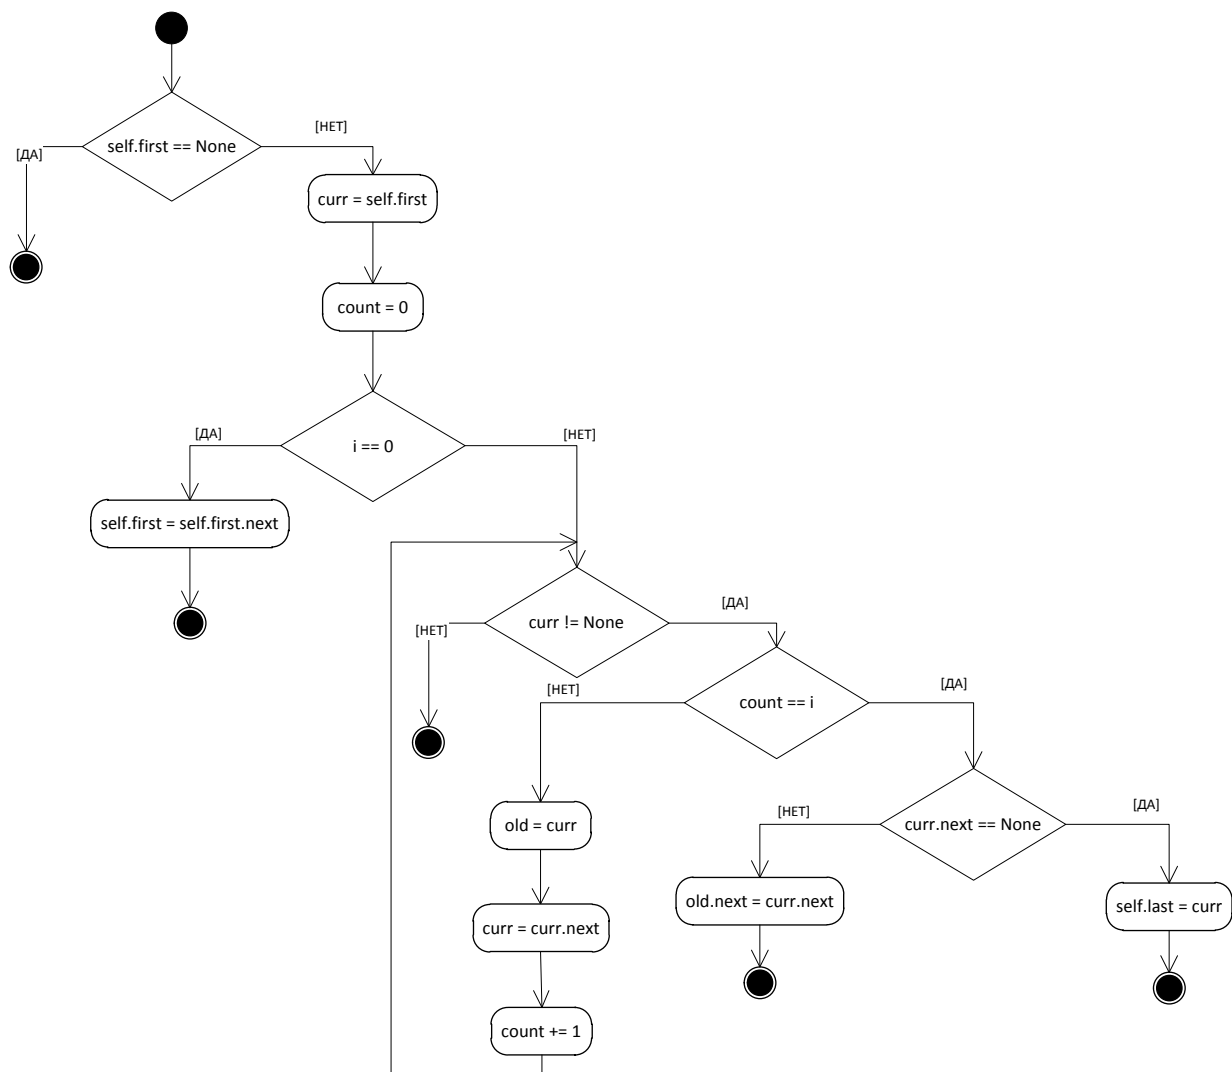 self.first == None
[НЕТ]
[ДА]
curr = self.first
count = 0
i == 0
[ДА]
[НЕТ]
self.first = self.first.next
curr != None
[НЕТ]
[ДА]
count == i
[НЕТ]
[ДА]
old = curr
curr.next == None
[НЕТ]
[ДА]
old.next = curr.next
self.last = curr
curr = curr.next
count += 1